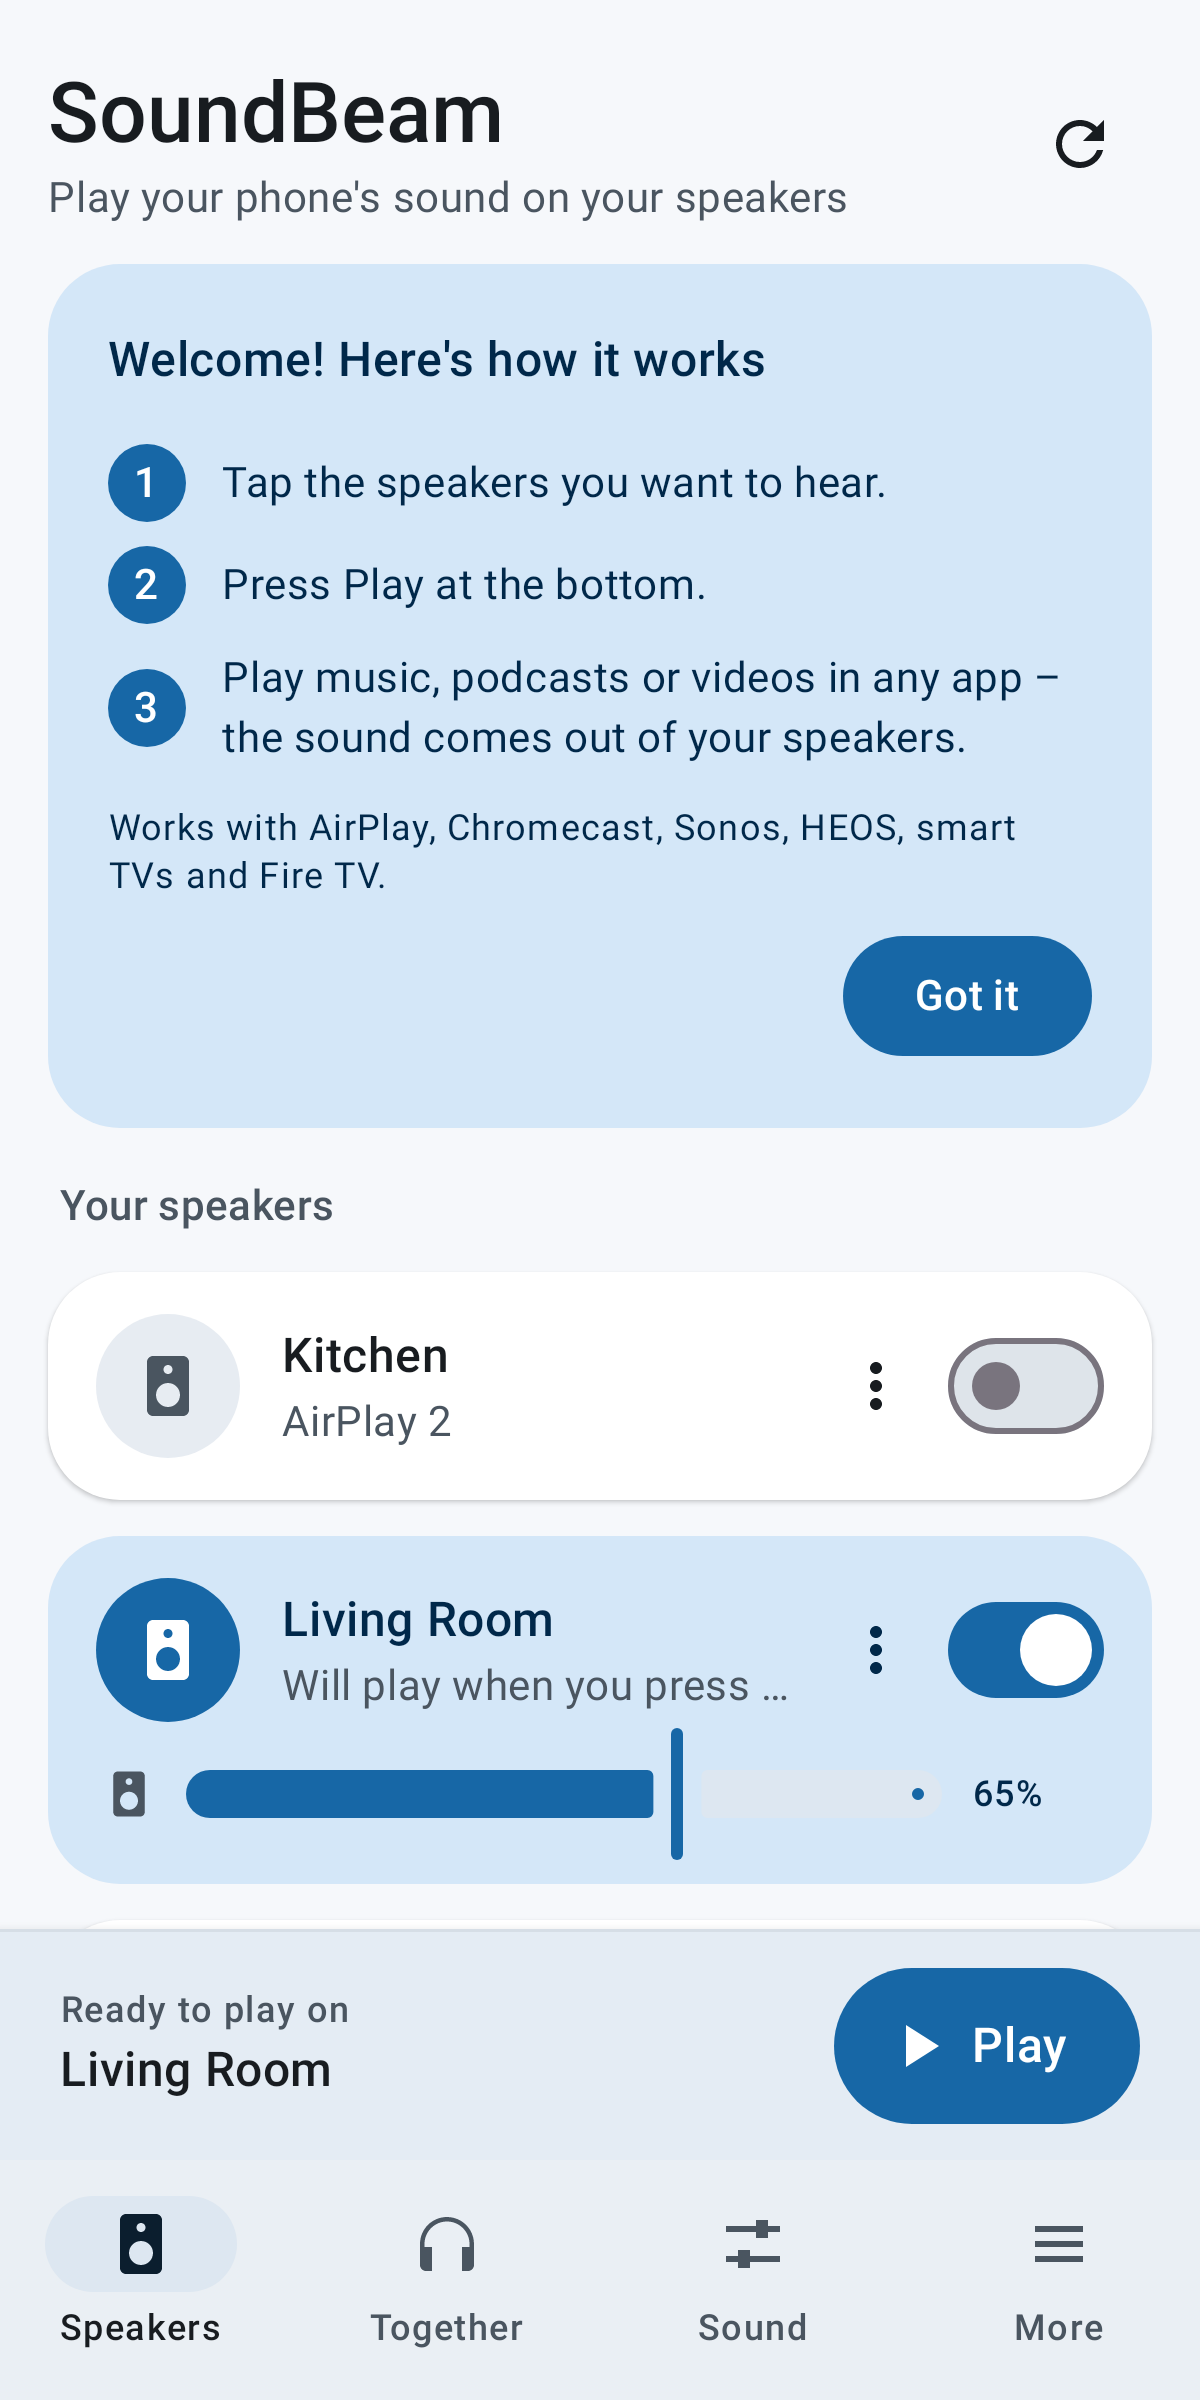 SoundBeam
Play your phone's sound on your speakers
Welcome! Here's how it works
1 Tap the speakers you want to hear.
2 Press Play at the bottom.
3 Play music, podcasts or videos in any app –
the sound comes out of your speakers.
Works with AirPlay, Chromecast, Sonos, HEOS, smart
TVs and Fire TV.
Got it
Your speakers
Kitchen
AirPlay 2
Living Room
Will play when you press ...
65%
Ready to play on
Living Room
Play
Speakers
Together
Sound
More